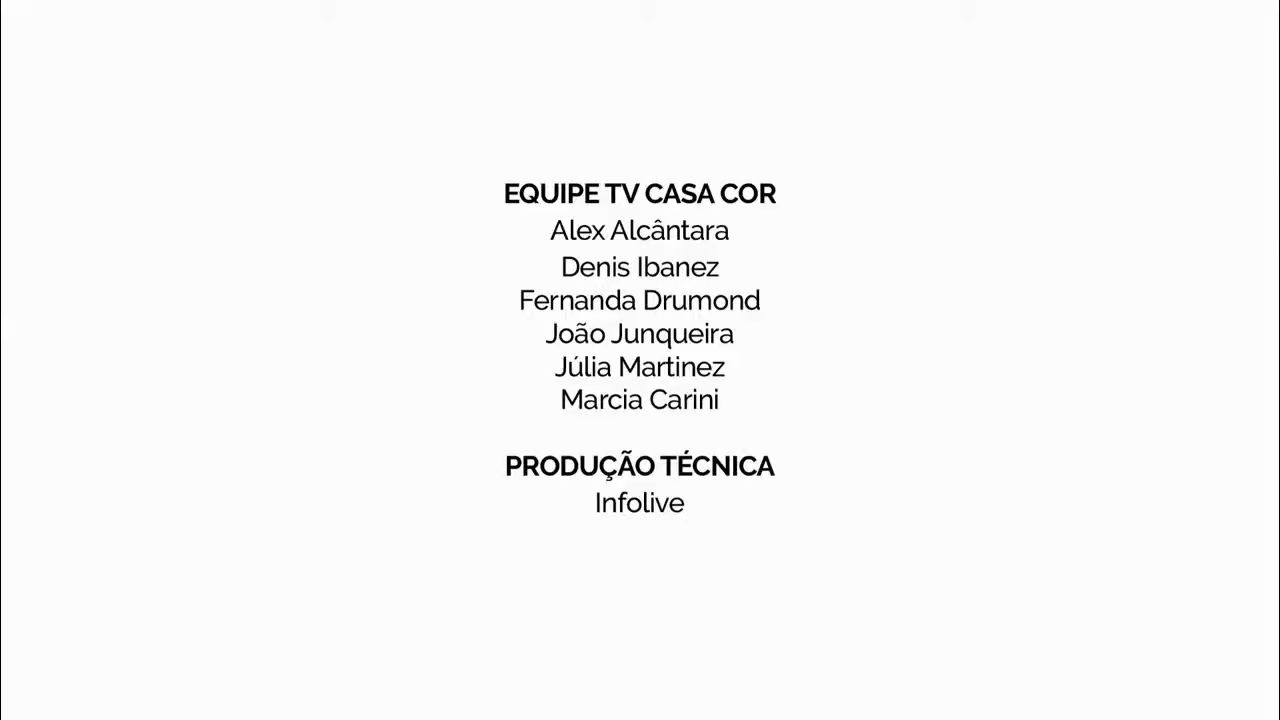 EQUIPE TV CASA COR
Alex Alcântara
Denis Ibanez
Fernanda Drumond
João Junqueira
Júlia Martinez
Marcia Carini
PRODUÇÃO TÉCNICA
Infolive